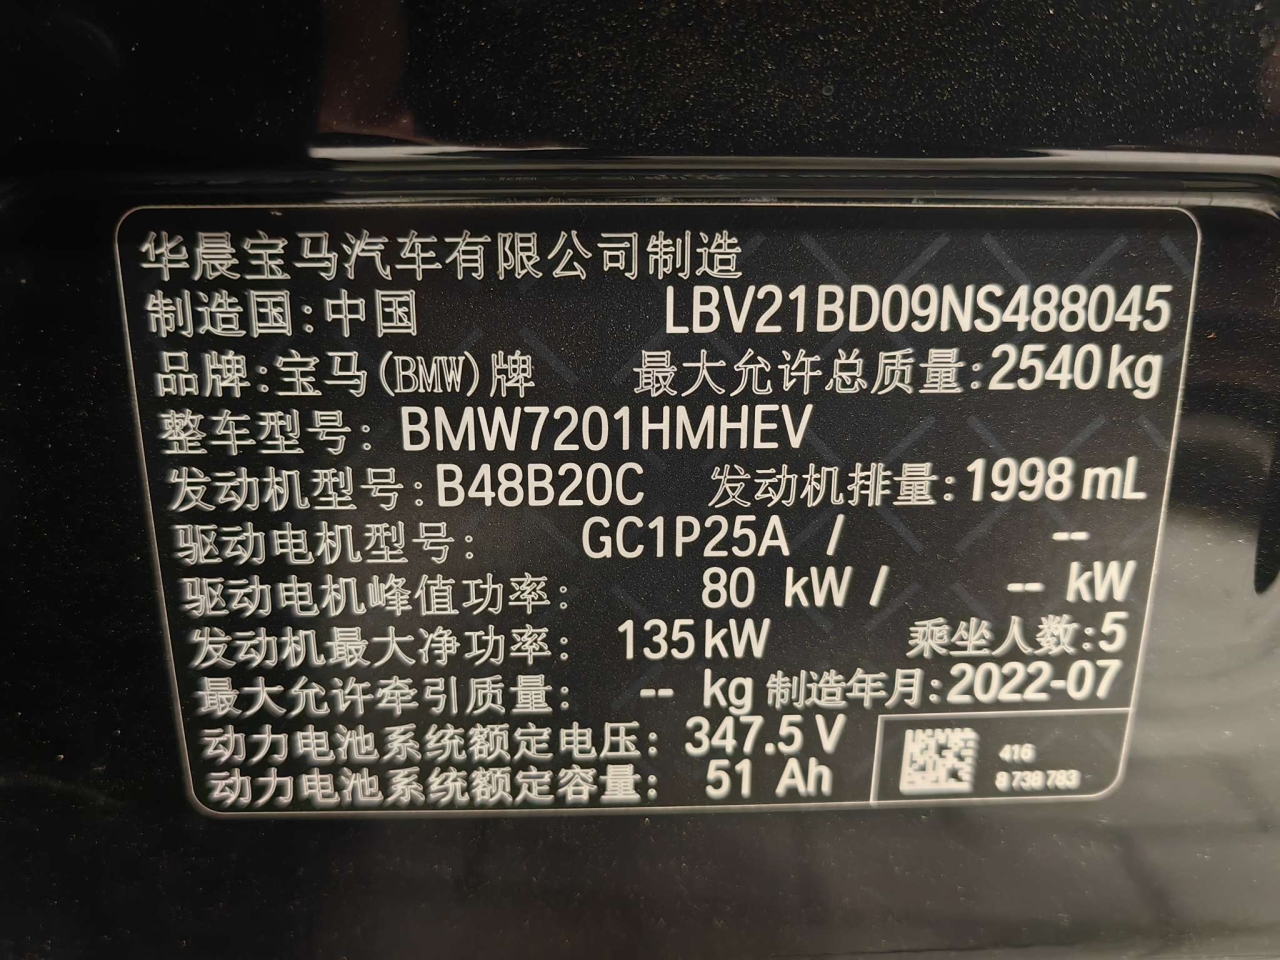 华晨宝马汽车有限公司制造
制造国:中国 LBV21BD09NS488045
品牌:宝马(BMW)牌 最大允许总质量:2540kg
整车型号: BMW7201HMHEV
发动机型号:B48B20C 发动机排量:1998mL
驱动电机型号: GC1P25A / --
驱动电机峰值功率: 80 kW / -- kW
发动机最大净功率: 135kW 乘坐人数:5
最大允许牵引质量: -- kg 制造年月:2022-07
动力电池系统额定电压: 347.5 V
动力电池系统额定容量: 51 Ah
416
8 738 783